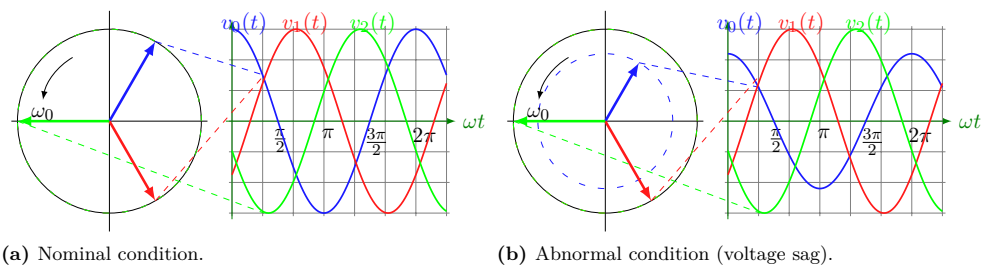 v₀(t) v₁(t) v₂(t)
ω₀
π/2 π 3π/2 2π ωt
(a) Nominal condition.
v₀(t) v₁(t) v₂(t)
ω₀
π/2 π 3π/2 2π ωt
(b) Abnormal condition (voltage sag).